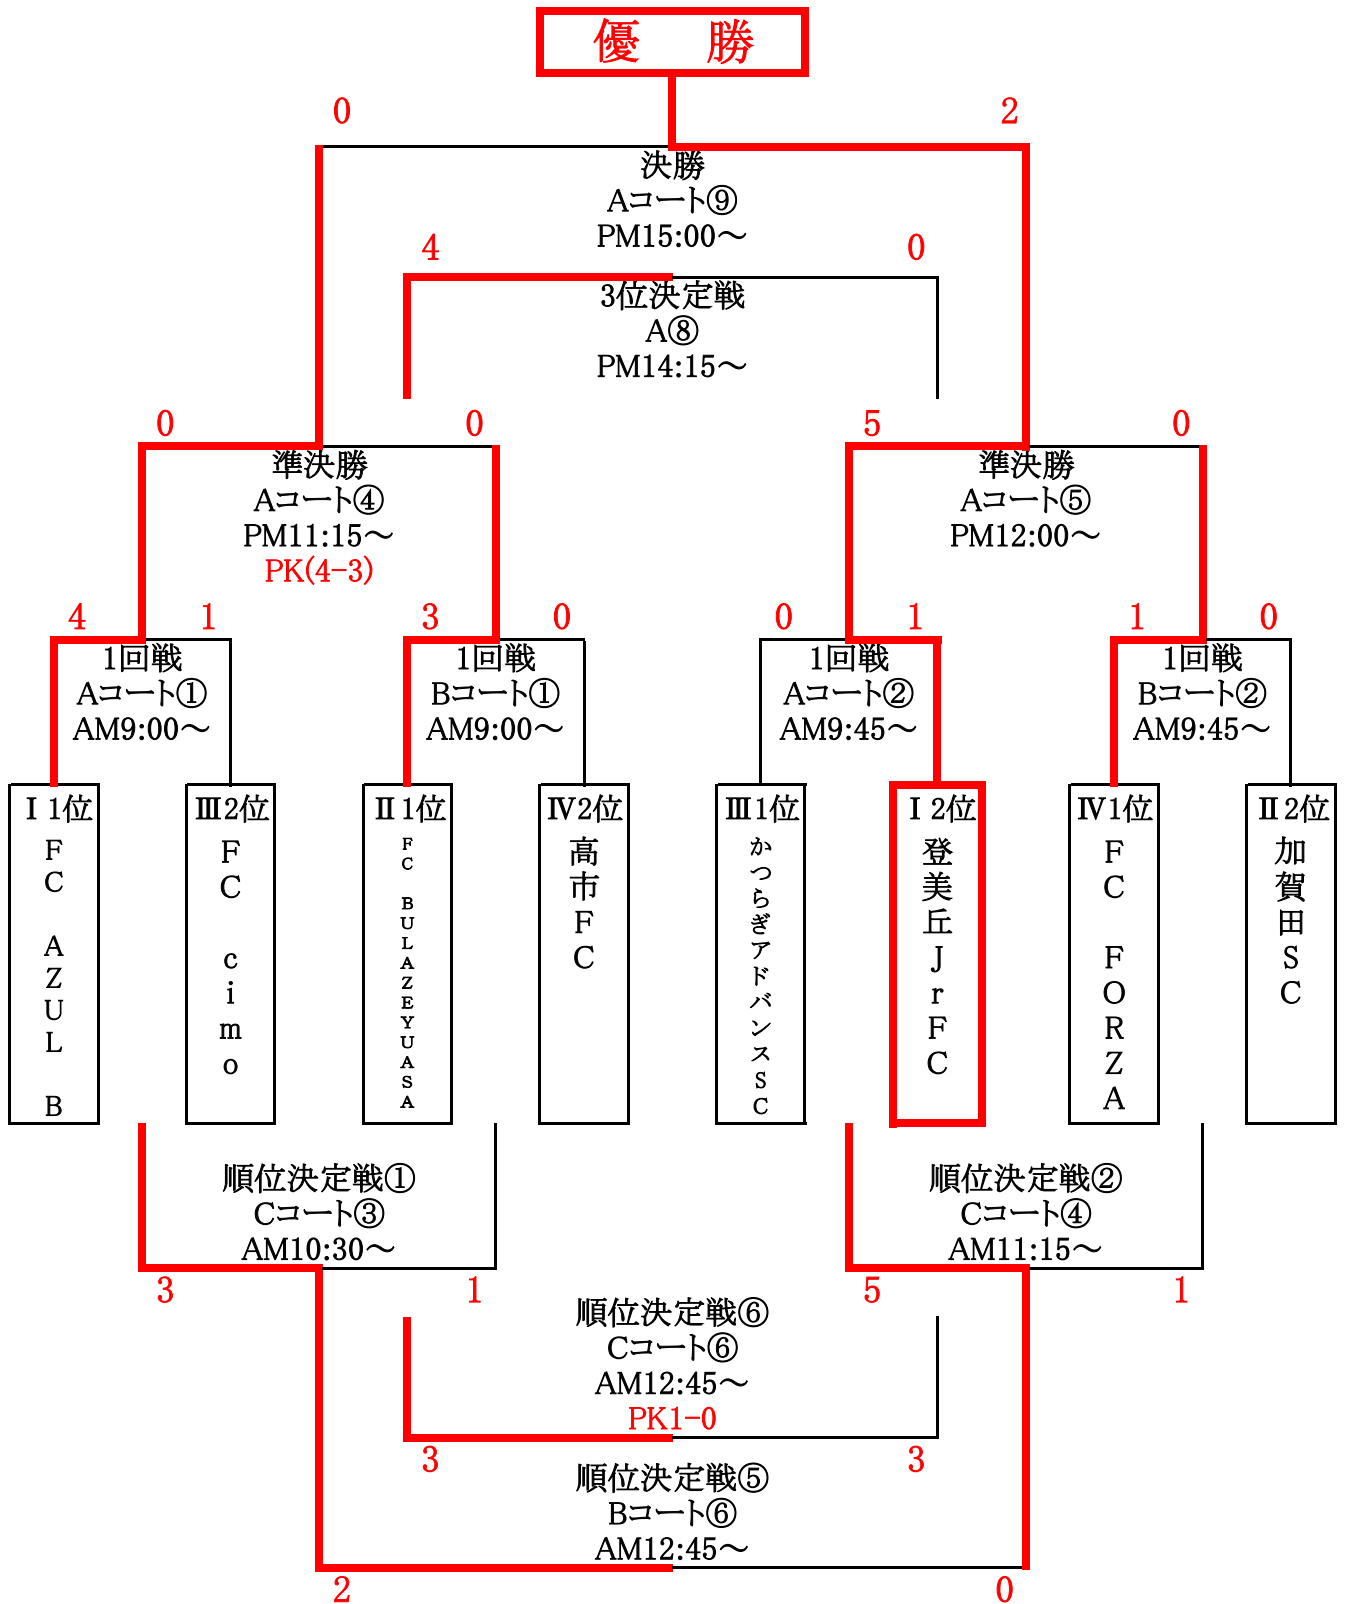 優　勝
0 2
決勝
Aコート⑨
PM15:00～
4 0
3位決定戦
A⑧
PM14:15～
0 0 5 0
準決勝 準決勝
Aコート④ Aコート⑤
PM11:15～ PM12:00～
PK(4-3)
4 1 3 0 0 1 1 0
1回戦 1回戦 1回戦 1回戦
Aコート① Bコート① Aコート② Bコート②
AM9:00～ AM9:00～ AM9:45～ AM9:45～
Ⅰ1位 Ⅲ2位 Ⅱ1位 Ⅳ2位 Ⅲ1位 Ⅰ2位 Ⅳ1位 Ⅱ2位
FC AZUL B
FC cimo
FC BULAZEYUASA
高市FC
かつらぎアドバンスSC
登美丘JrFC
FC FORZA
加賀田SC
順位決定戦① 順位決定戦②
Cコート③ Cコート④
AM10:30～ AM11:15～
3 1 5 1
順位決定戦⑥
Cコート⑥
AM12:45～
PK1-0
3 3
順位決定戦⑤
Bコート⑥
AM12:45～
2 0